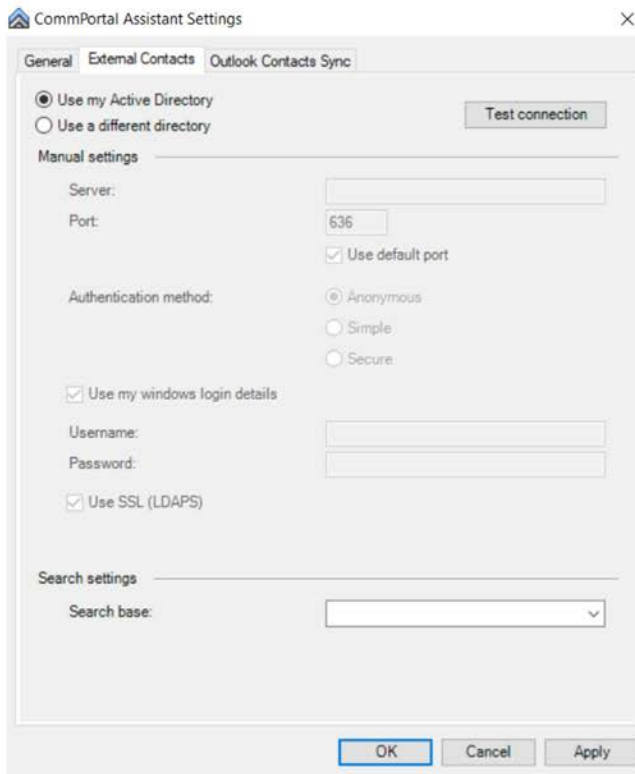 CommPortal Assistant Settings
General External Contacts Outlook Contacts Sync
Use my Active Directory
Test connection
Use a different directory
Manual settings
Server:
Port: 636
Use default port
Authentication method: Anonymous
Simple
Secure
Use my windows login details
Username:
Password:
Use SSL (LDAPS)
Search settings
Search base:
OK Cancel Apply